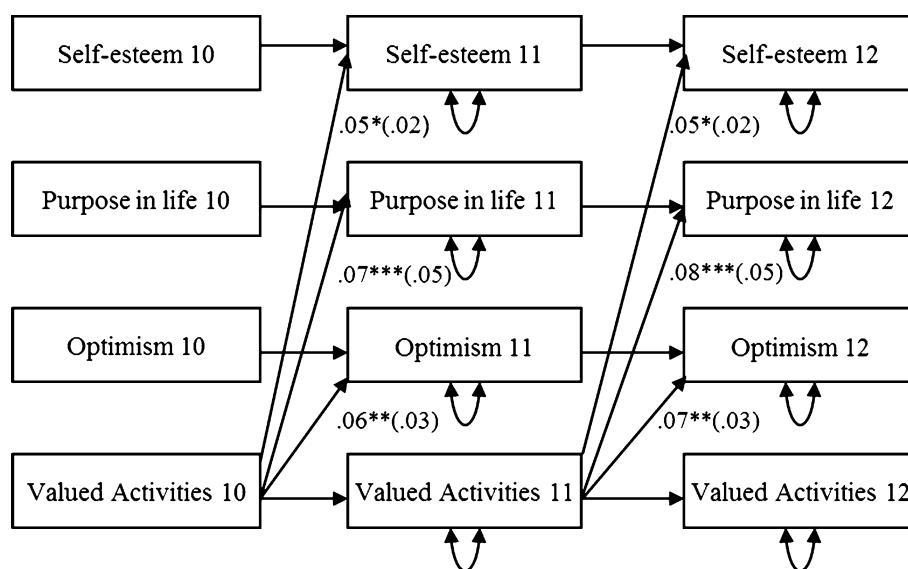 Self-esteem 10
Self-esteem 11
Self-esteem 12
.05*(.02)
.05*(.02)
Purpose in life 10
Purpose in life 11
Purpose in life 12
.07***(.05)
.08***(.05)
Optimism 10
Optimism 11
Optimism 12
.06**(.03)
.07**(.03)
Valued Activities 10
Valued Activities 11
Valued Activities 12